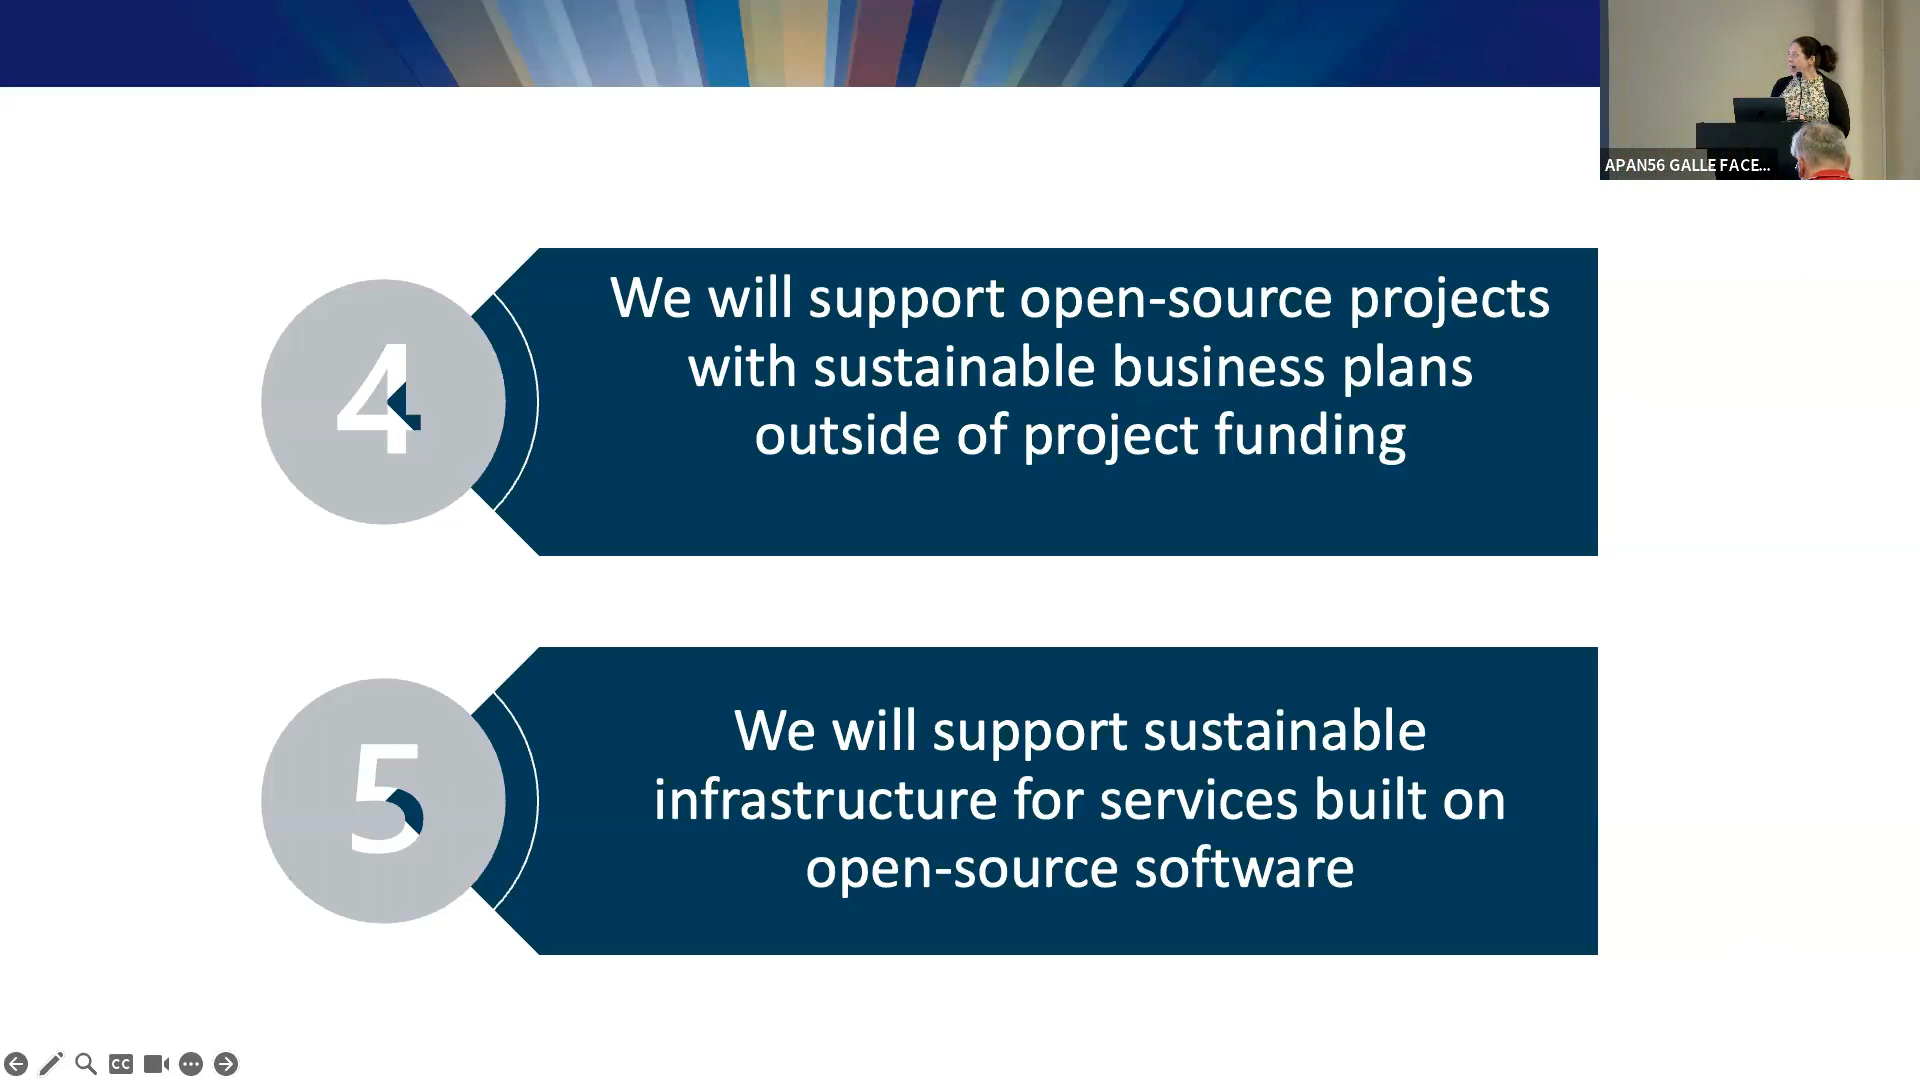 APAN56 GALLE FACE...
4
We will support open-source projects
with sustainable business plans
outside of project funding
5
We will support sustainable
infrastructure for services built on
open-source software
CC